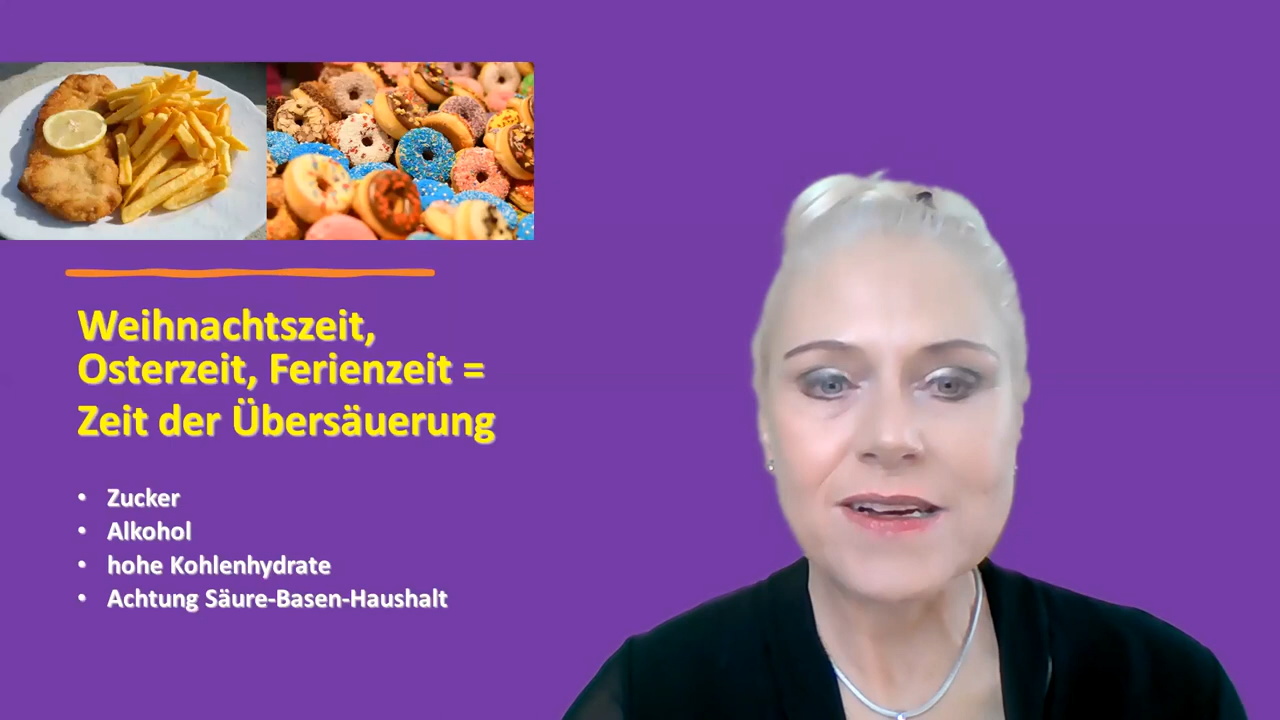 Weihnachtszeit,
Osterzeit, Ferienzeit =
Zeit der Übersäuerung
• Zucker
• Alkohol
• hohe Kohlenhydrate
• Achtung Säure-Basen-Haushalt